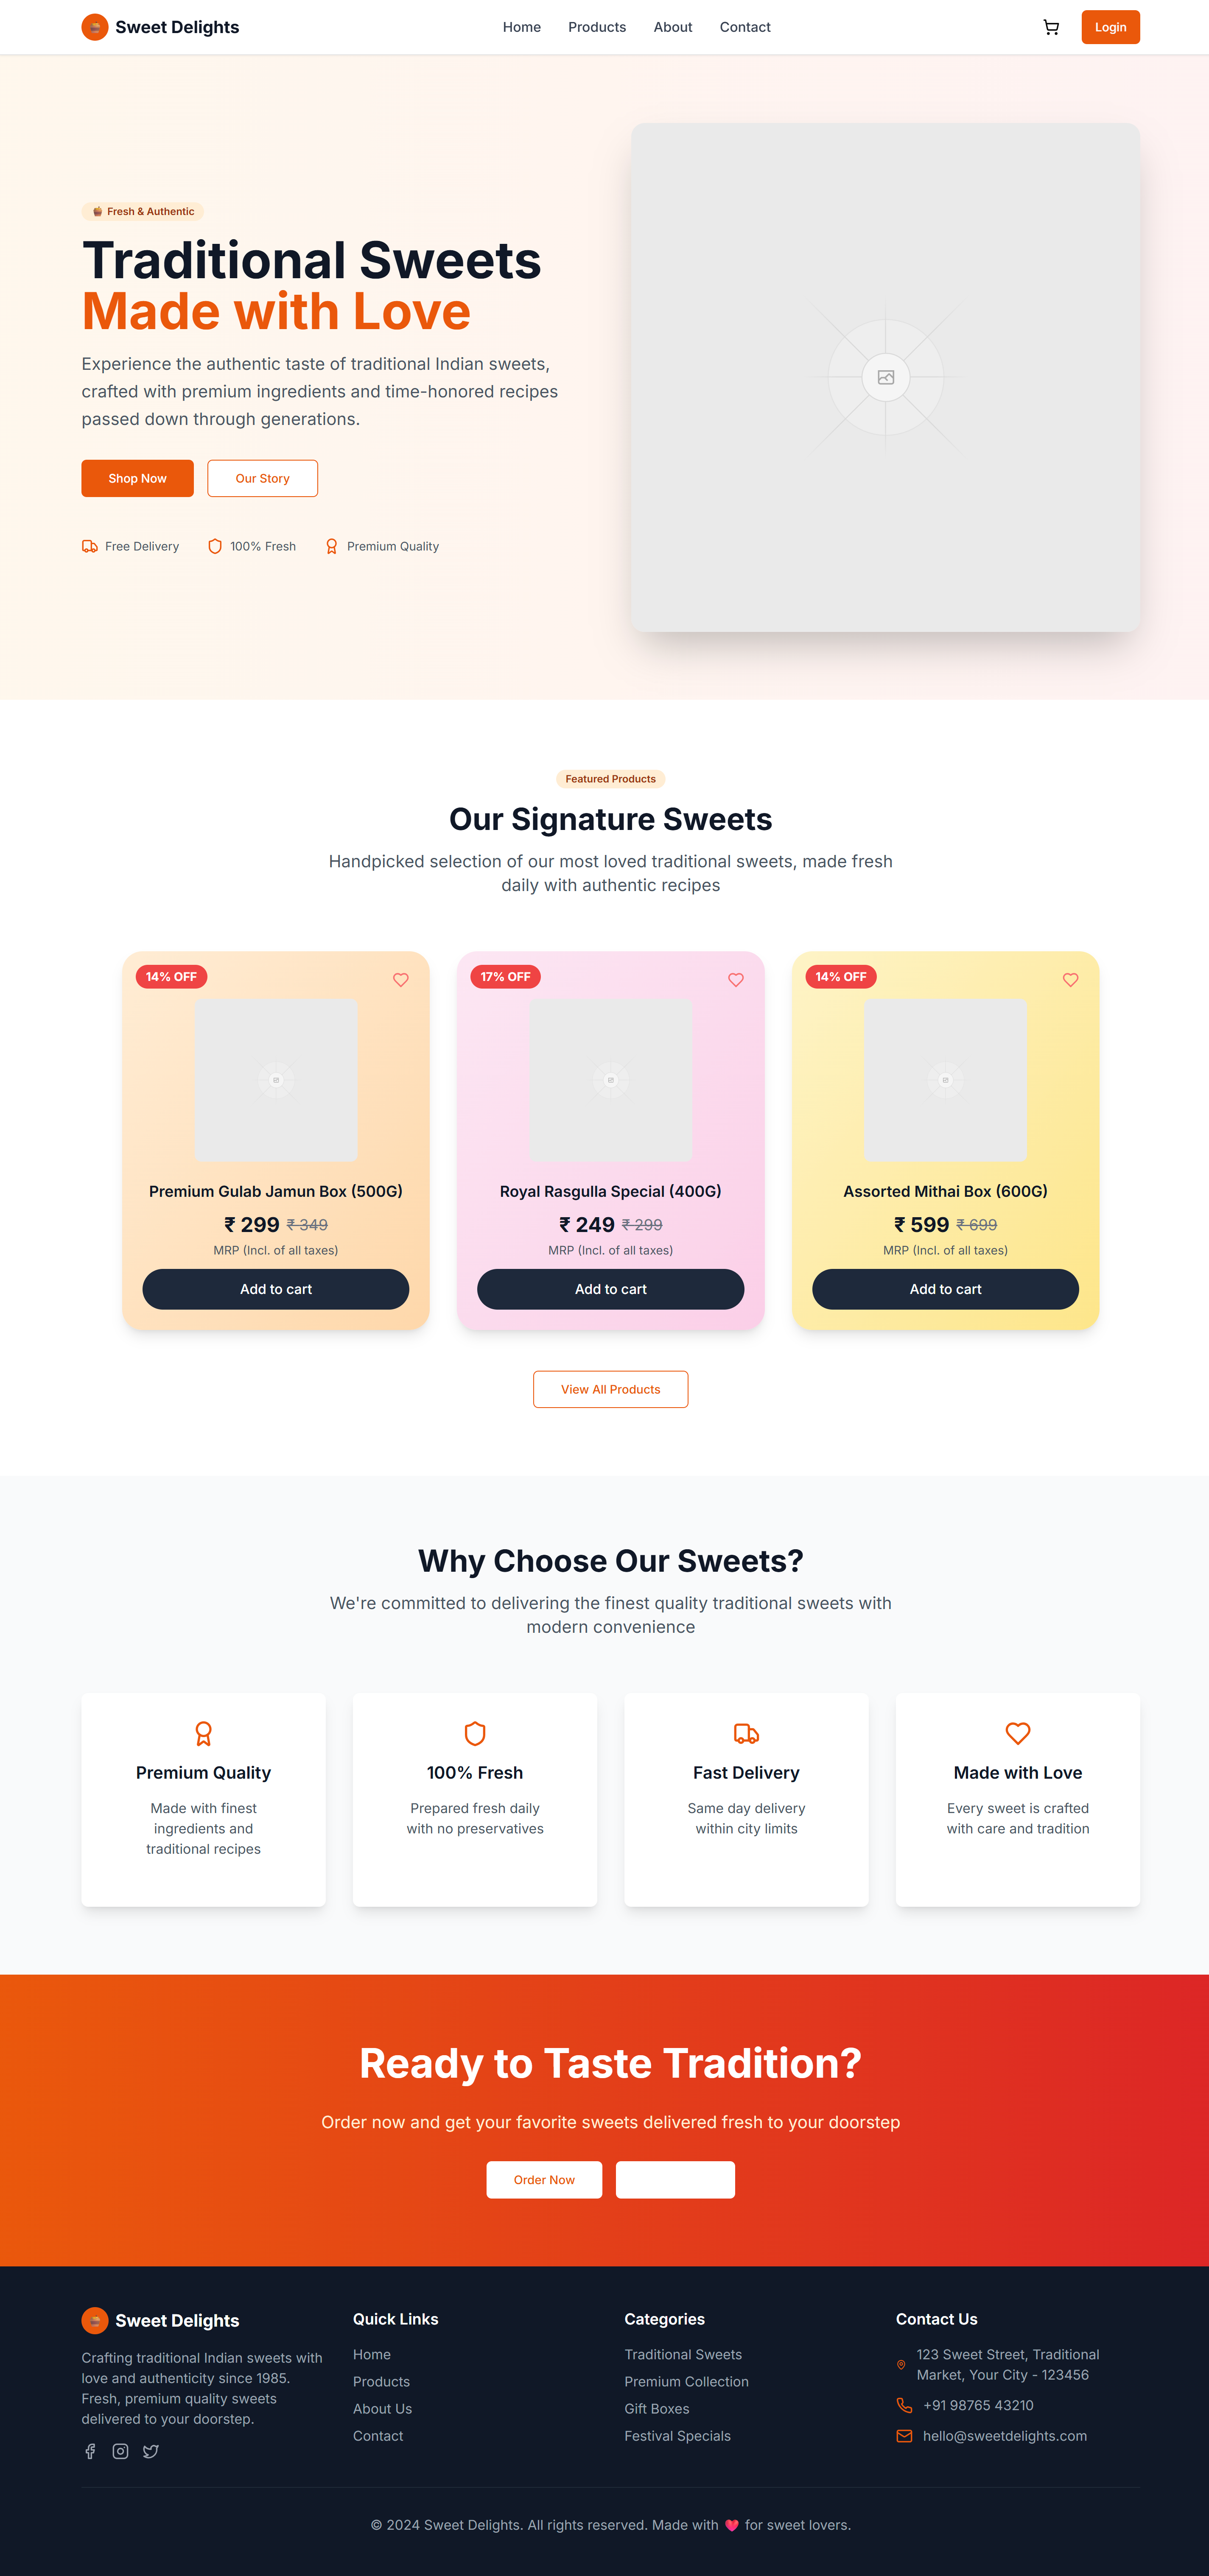 Sweet Delights
Home
Products
About
Contact
Login
Fresh & Authentic
Traditional Sweets
Made with Love
Experience the authentic taste of traditional Indian sweets,
crafted with premium ingredients and time-honored recipes
passed down through generations.
Shop Now
Our Story
Free Delivery
100% Fresh
Premium Quality
Featured Products
Our Signature Sweets
Handpicked selection of our most loved traditional sweets, made fresh
daily with authentic recipes
14% OFF
Premium Gulab Jamun Box (500G)
₹ 299 ₹ 349
MRP (Incl. of all taxes)
Add to cart
17% OFF
Royal Rasgulla Special (400G)
₹ 249 ₹ 299
MRP (Incl. of all taxes)
Add to cart
14% OFF
Assorted Mithai Box (600G)
₹ 599 ₹ 699
MRP (Incl. of all taxes)
Add to cart
View All Products
Why Choose Our Sweets?
We're committed to delivering the finest quality traditional sweets with
modern convenience
Premium Quality
Made with finest
ingredients and
traditional recipes
100% Fresh
Prepared fresh daily
with no preservatives
Fast Delivery
Same day delivery
within city limits
Made with Love
Every sweet is crafted
with care and tradition
Ready to Taste Tradition?
Order now and get your favorite sweets delivered fresh to your doorstep
Order Now
Sweet Delights
Crafting traditional Indian sweets with
love and authenticity since 1985.
Fresh, premium quality sweets
delivered to your doorstep.
Quick Links
Home
Products
About Us
Contact
Categories
Traditional Sweets
Premium Collection
Gift Boxes
Festival Specials
Contact Us
123 Sweet Street, Traditional
Market, Your City - 123456
+91 98765 43210
hello@sweetdelights.com
© 2024 Sweet Delights. All rights reserved. Made with ❤️ for sweet lovers.